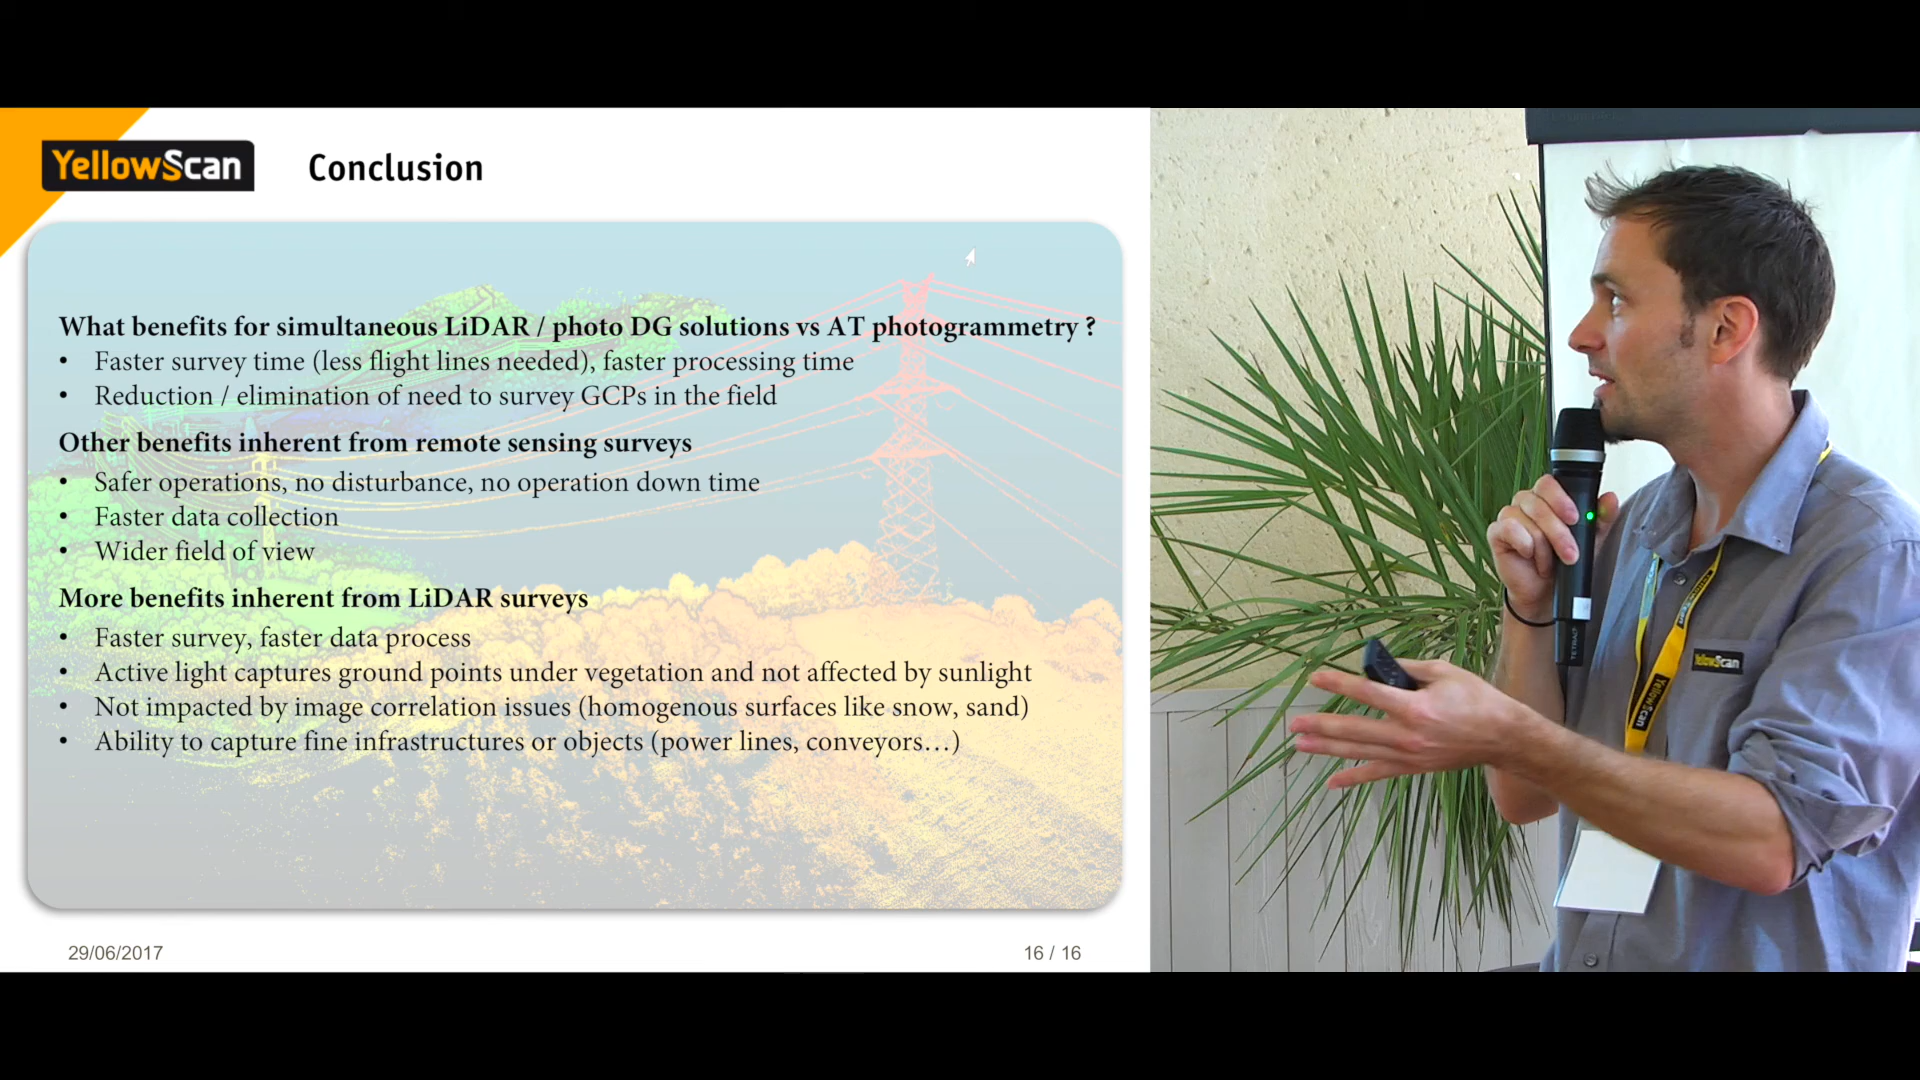 YellowScan
Conclusion
What benefits for simultaneous LiDAR / photo DG solutions vs AT photogrammetry ?
• Faster survey time (less flight lines needed), faster processing time
• Reduction / elimination of need to survey GCPs in the field
Other benefits inherent from remote sensing surveys
• Safer operations, no disturbance, no operation down time
• Faster data collection
• Wider field of view
More benefits inherent from LiDAR surveys
• Faster survey, faster data process
• Active light captures ground points under vegetation and not affected by sunlight
• Not impacted by image correlation issues (homogenous surfaces like snow, sand)
• Ability to capture fine infrastructures or objects (power lines, conveyors…)
29/06/2017
16 / 16
YellowScan
YellowScan